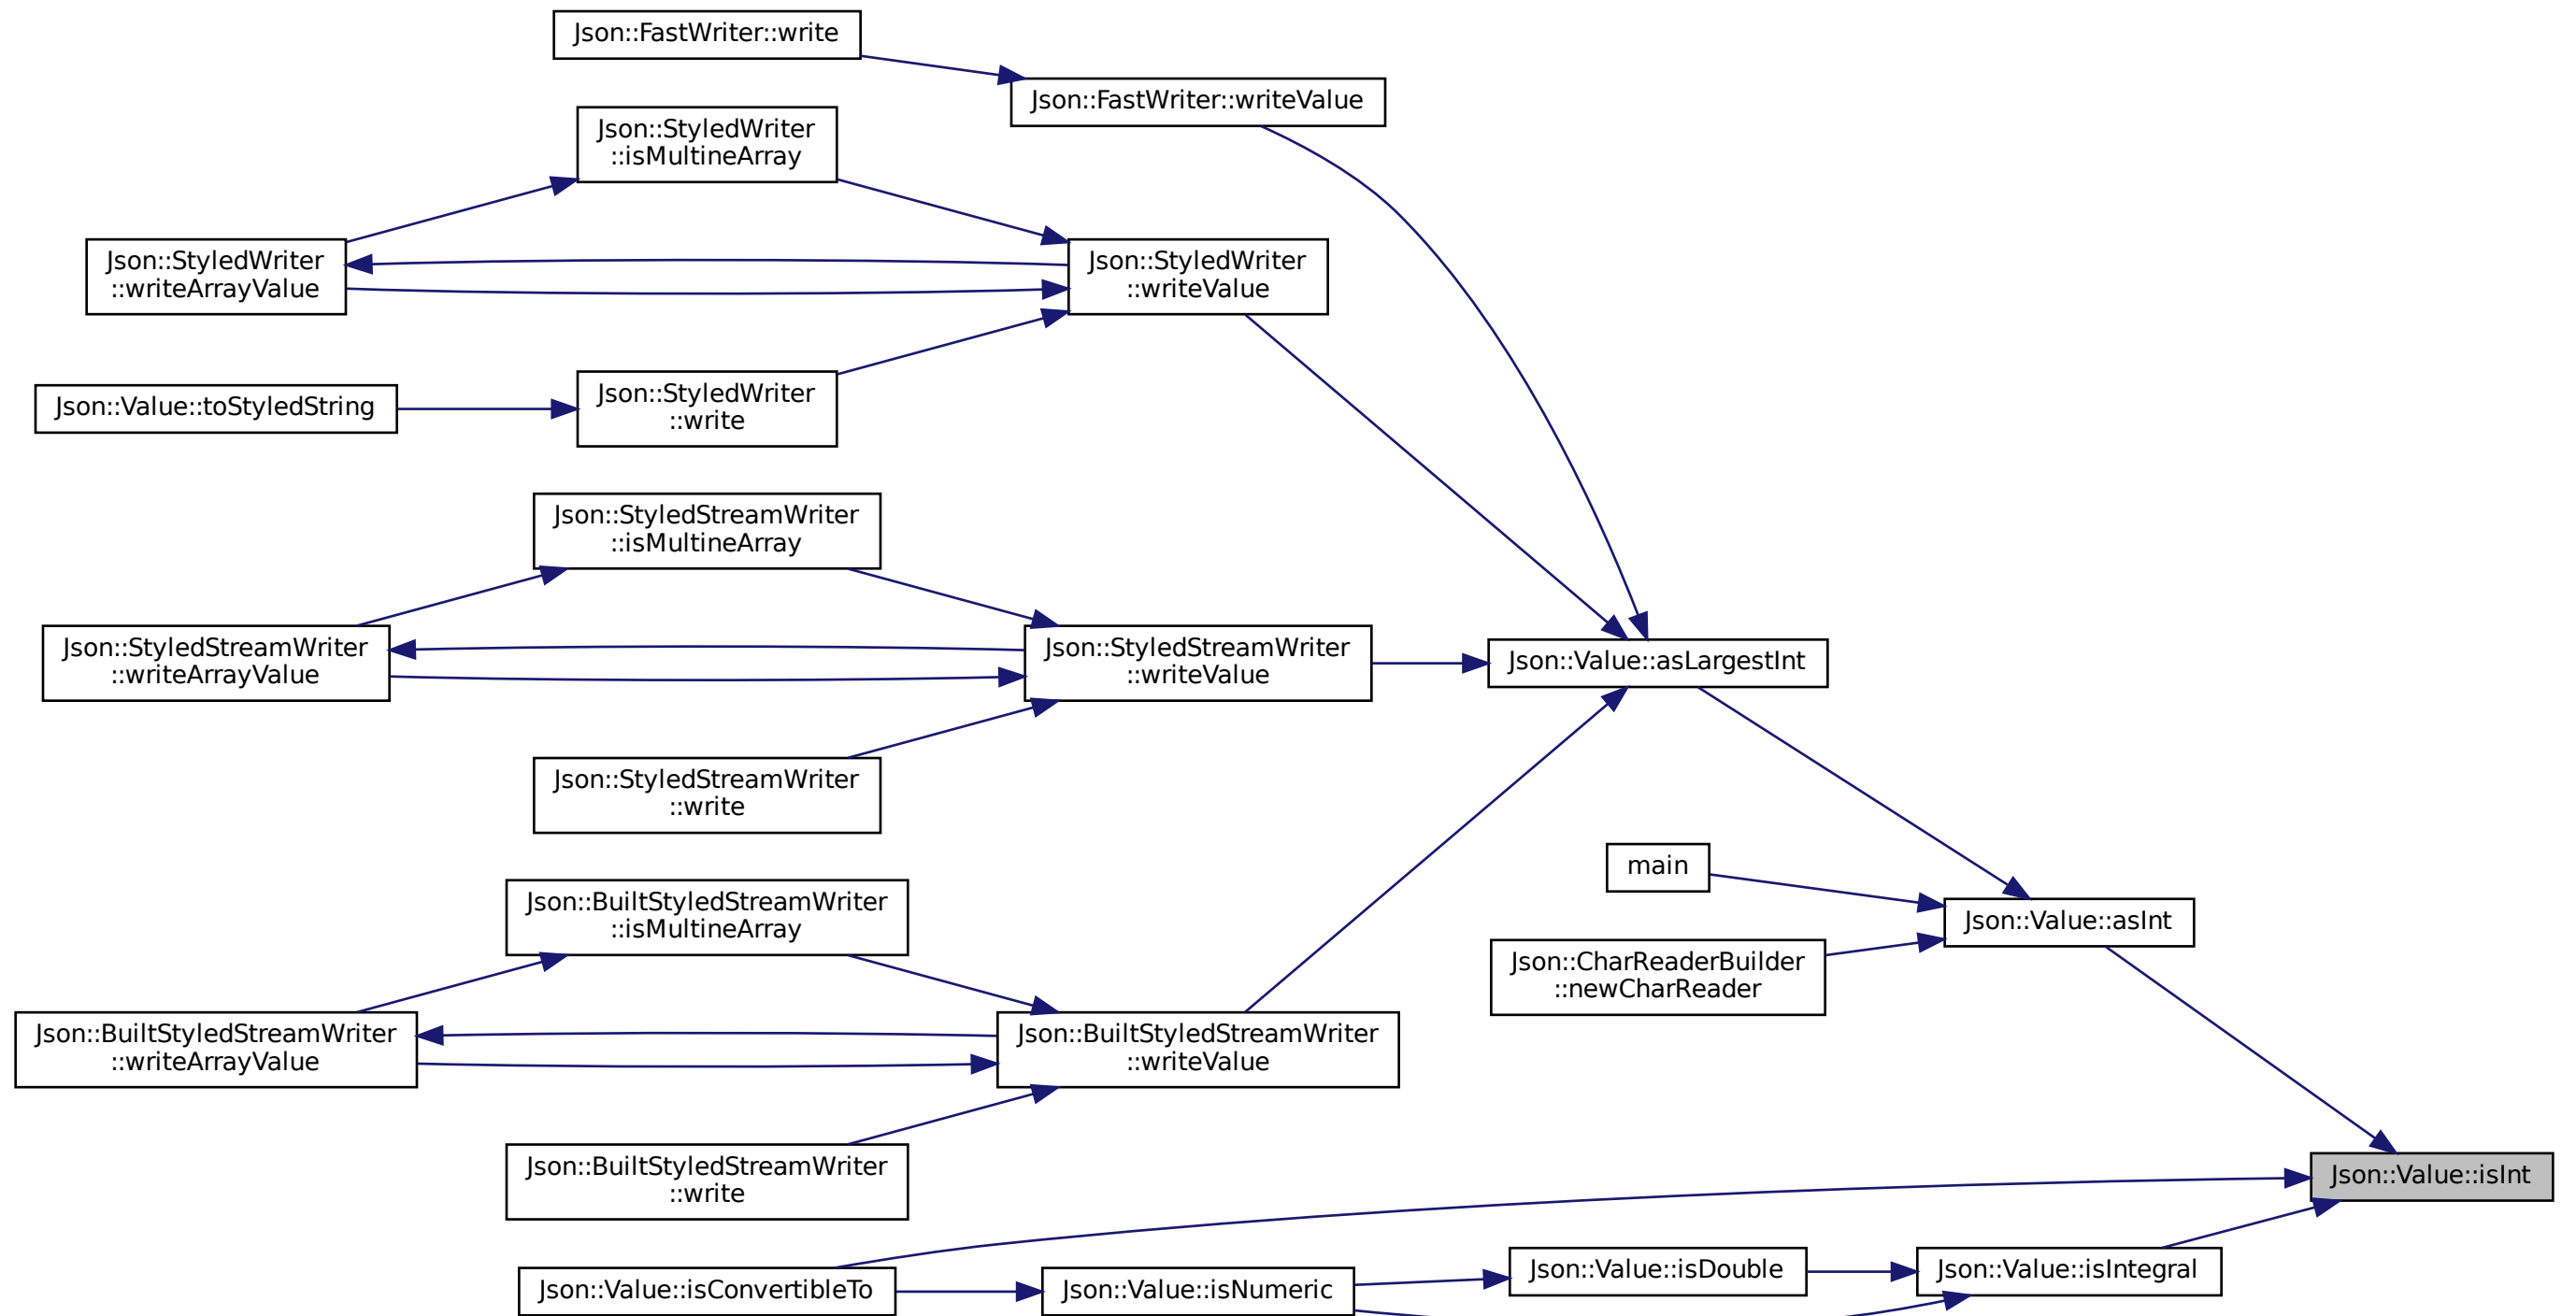 Json::FastWriter::write
Json::FastWriter::writeValue
Json::StyledWriter
::isMultineArray
Json::StyledWriter
::writeArrayValue
Json::StyledWriter
::writeValue
Json::Value::toStyledString
Json::StyledWriter
::write
Json::StyledStreamWriter
::isMultineArray
Json::StyledStreamWriter
::writeArrayValue
Json::StyledStreamWriter
::writeValue
Json::Value::asLargestInt
Json::StyledStreamWriter
::write
main
Json::BuiltStyledStreamWriter
::isMultineArray
Json::Value::asInt
Json::CharReaderBuilder
::newCharReader
Json::BuiltStyledStreamWriter
::writeArrayValue
Json::BuiltStyledStreamWriter
::writeValue
Json::BuiltStyledStreamWriter
::write
Json::Value::isInt
Json::Value::isConvertibleTo
Json::Value::isNumeric
Json::Value::isDouble
Json::Value::isIntegral